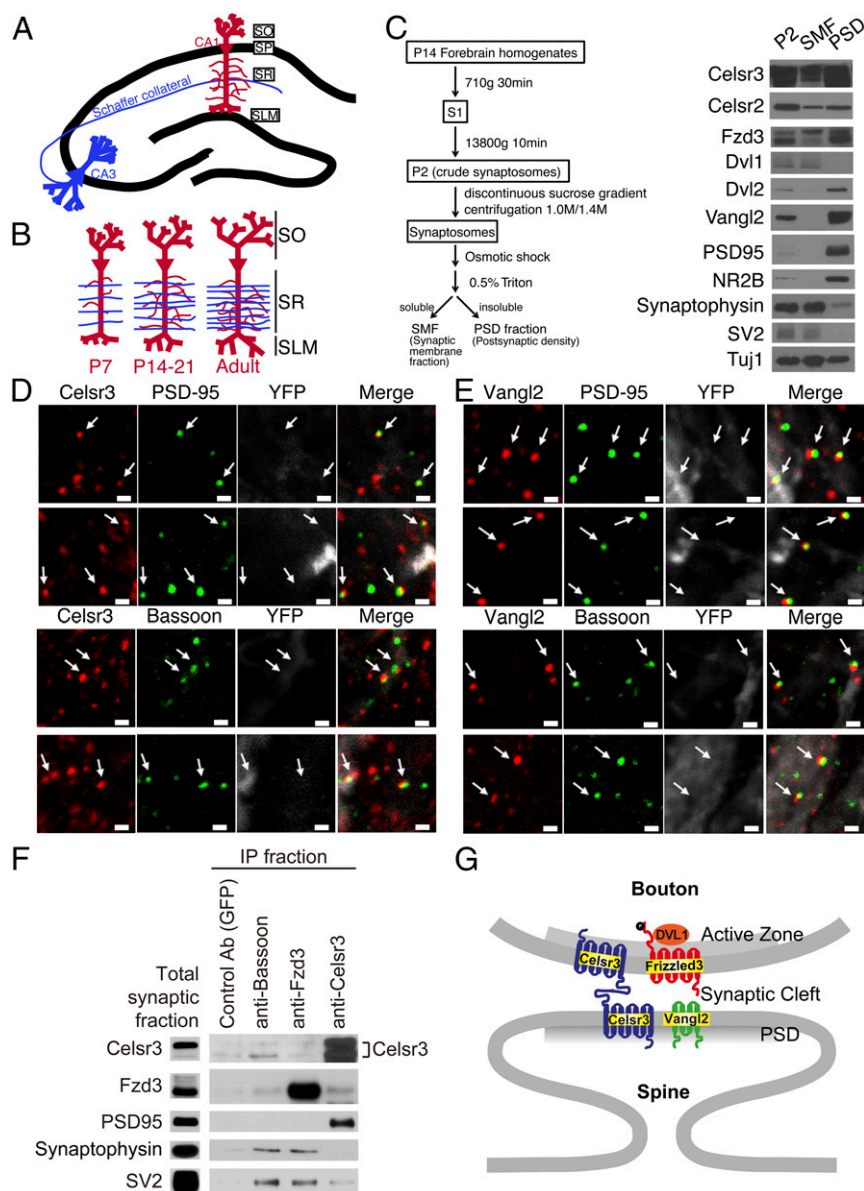 A
SO
CA1
SP
SR
Schaffer collateral
SLM
CA3
B
SO
SR
SLM
P7 P14-21 Adult
C
P14 Forebrain homogenates
710g 30min
S1
13800g 10min
P2 (crude synaptosomes)
discontinuous sucrose gradient
centrifugation 1.0M/1.4M
Synaptosomes
Osmotic shock
0.5% Triton
soluble insoluble
SMF PSD fraction
(Synaptic (Postsynaptic density)
membrane
fraction)
P2 SMF PSD
Celsr3
Celsr2
Fzd3
Dvl1
Dvl2
Vangl2
PSD95
NR2B
Synaptophysin
SV2
Tuj1
D
Celsr3 PSD-95 YFP Merge
Celsr3 Bassoon YFP Merge
E
Vangl2 PSD-95 YFP Merge
Vangl2 Bassoon YFP Merge
F
IP fraction
Total
synaptic
fraction
Control Ab (GFP)
anti-Bassoon
anti-Fzd3
anti-Celsr3
Celsr3 Celsr3
Fzd3
PSD95
Synaptophysin
SV2
G
Bouton
DVL1
Active Zone
Celsr3 Frizzled3
Synaptic Cleft
Celsr3 Vangl2
PSD
Spine